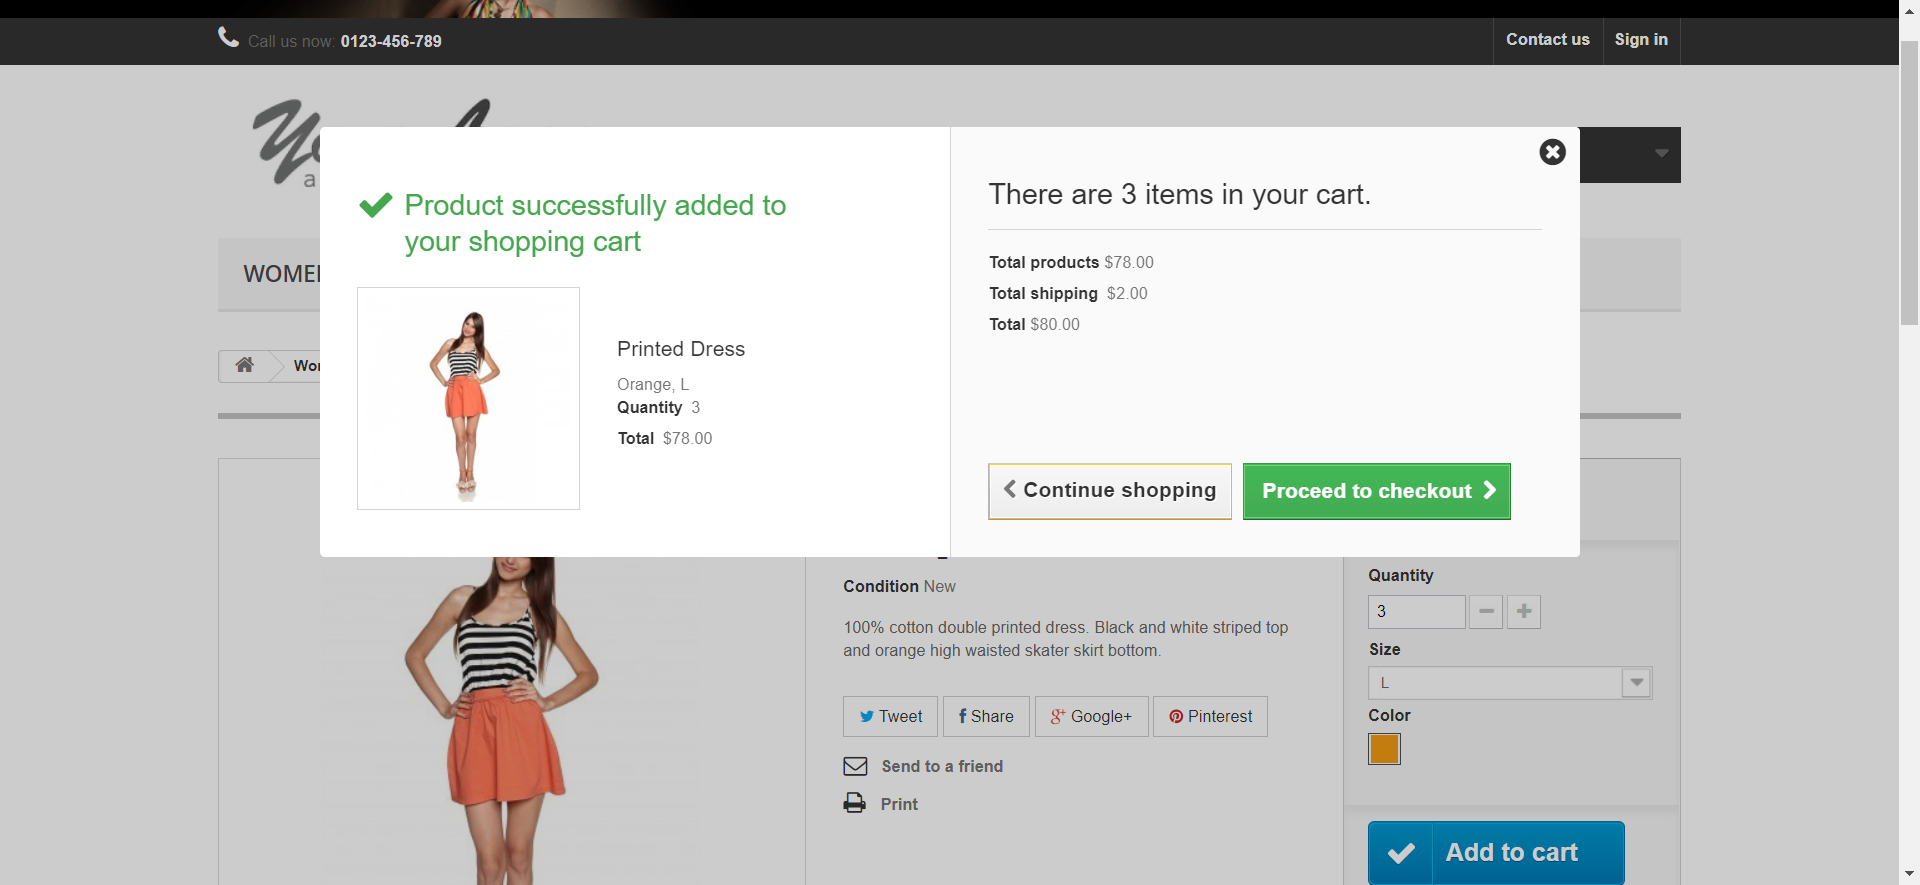 Call us now: 0123-456-789
Contact us
Sign in
Product successfully added to
your shopping cart
Printed Dress
Orange, L
Quantity 3
Total $78.00
There are 3 items in your cart.
Total products $78.00
Total shipping $2.00
Total $80.00
Continue shopping
Proceed to checkout
Condition New
100% cotton double printed dress. Black and white striped top
and orange high waisted skater skirt bottom.
Tweet
Share
Google+
Pinterest
Send to a friend
Print
Quantity
3
Size
L
Color
Add to cart